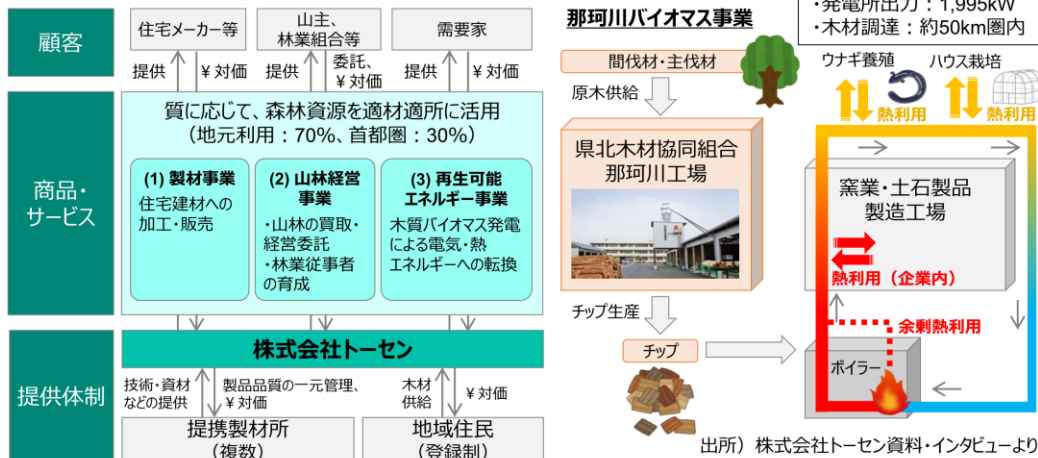 顧客
住宅メーカー等
山主、
林業組合等
需要家
提供
¥ 対価
提供
委託、
¥ 対価
提供
¥ 対価
商品・
サービス
質に応じて、森林資源を適材適所に活用
(地元利用：70%、首都圏：30%)
(1) 製材事業
住宅建材への
加工・販売
(2) 山林経営
事業
・山林の買取・
経営委託
・林業従事者
の育成
(3) 再生可能
エネルギー事業
木質バイオマス発電
による電気・熱
エネルギーへの転換
提供体制
株式会社トーセン
技術・資材
などの提供
製品品質の一元管理、
¥ 対価
木材
供給
¥ 対価
提携製材所
(複数)
地域住民
(登録制)
那珂川バイオマス事業
・発電所出力：1,995kW
・木材調達：約50km圏内
間伐材・主伐材
原木供給
県北木材協同組合
那珂川工場
チップ生産
チップ
ウナギ養殖
熱利用
ハウス栽培
熱利用
窯業・土石製品
製造工場
熱利用（企業内）
余剰熱利用
ボイラー
出所）株式会社トーセン資料・インタビューより